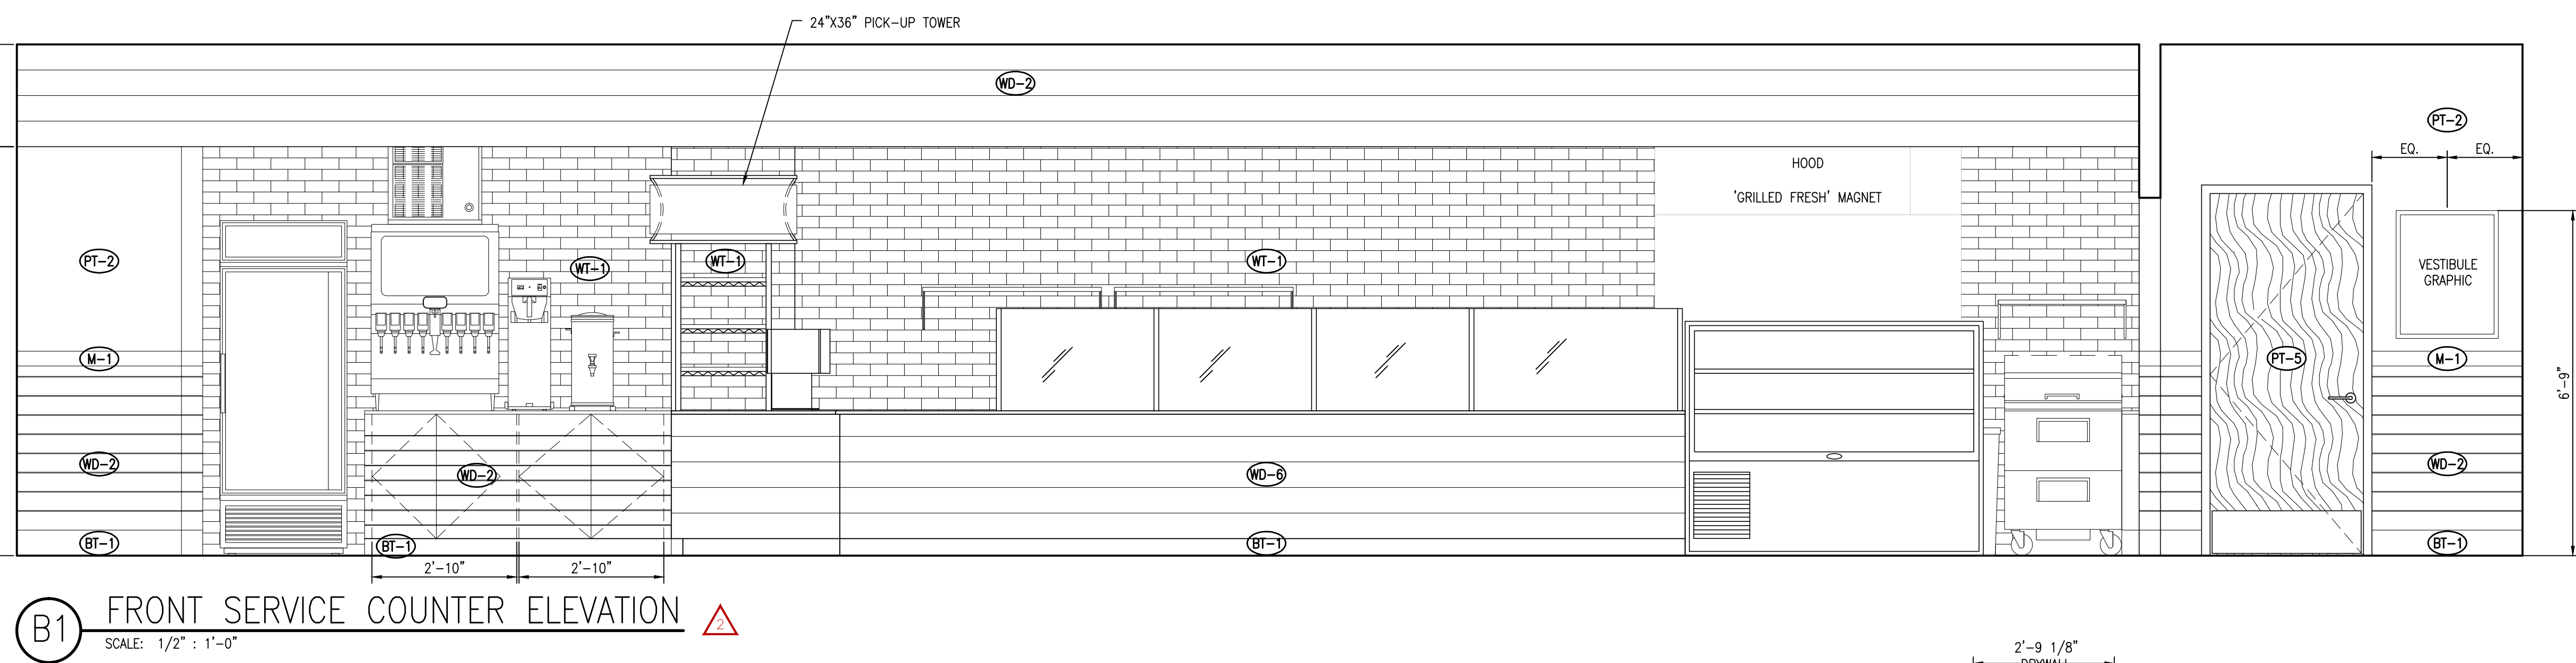 24"X36" PICK-UP TOWER
WD-2
PT-2
EQ. EQ.
HOOD
'GRILLED FRESH' MAGNET
PT-2
WT-1
WT-1
WT-1
VESTIBULE
GRAPHIC
M-1
PT-5
M-1
6'-9"
WD-2
WD-2
WD-6
WD-2
BT-1
BT-1
BT-1
BT-1
2'-10" 2'-10"
B1
FRONT SERVICE COUNTER ELEVATION
2
SCALE: 1/2" : 1'-0"
2'-9 1/8"
DRYWALL